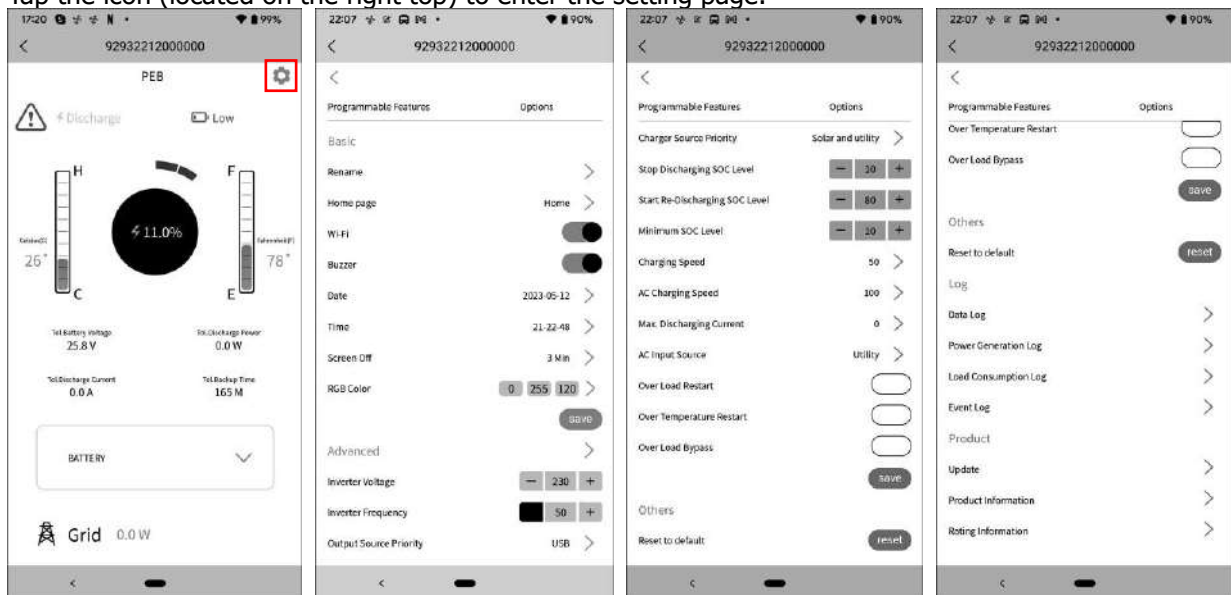 Tap the icon (located on the right top) to enter the setting page.
17:20 99%
92932212000000
PEB
Discharge Low
H F
11.0%
Celsius(C) Fahrenheit(F)
26° 78°
C E
Tol.Battery Voltage Tol.Discharge Power
25.8 V 0.0 W
Tol.Discharge Current Tol.Backup Time
0.0 A 165 M
BATTERY
Grid 0.0 W
22:07 90%
92932212000000
Programmable Features Options
Basic
Rename
Home page Home
Wi-Fi
Buzzer
Date 2023-05-12
Time 21-22-48
Screen Off 3 Min
RGB Color 0 255 120
save
Advanced
Inverter Voltage — 230 +
Inverter Frequency 50 +
Output Source Priority USB
22:07 90%
92932212000000
Programmable Features Options
Charger Source Priority Solar and utility
Stop Discharging SOC Level — +
Start Re-Discharging SOC Level — 80 +
Minimum SOC Level — +
Charging Speed 50
AC Charging Speed 100
Max. Discharging Current 0
AC Input Source Utility
Over Load Restart
Over Temperature Restart
Over Load Bypass
save
Others
Reset to default reset
22:07 90%
92932212000000
Programmable Features Options
Over Temperature Restart
Over Load Bypass
save
Others
Reset to default reset
Log
Data Log
Power Generation Log
Load Consumption Log
Event Log
Product
Update
Product Information
Rating Information